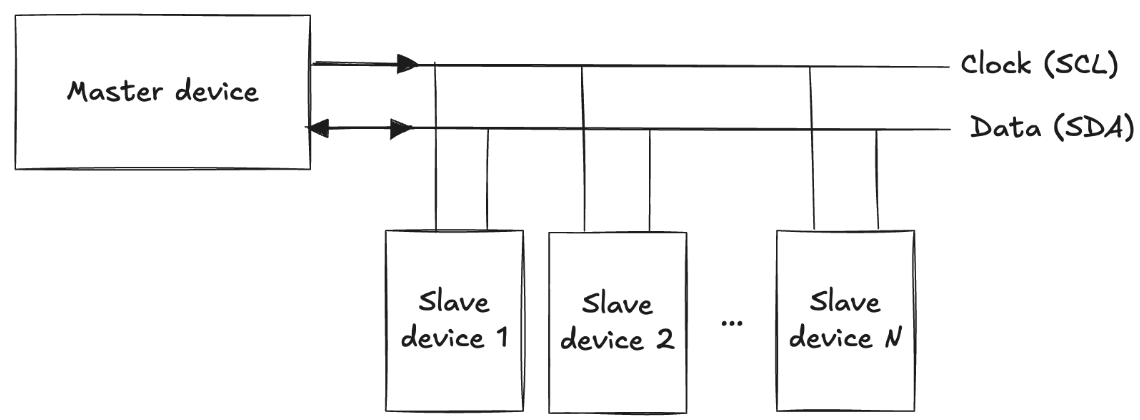 Clock (SCL)
Master device
Data (SDA)
Slave
device 1
Slave
device 2
...
Slave
device N